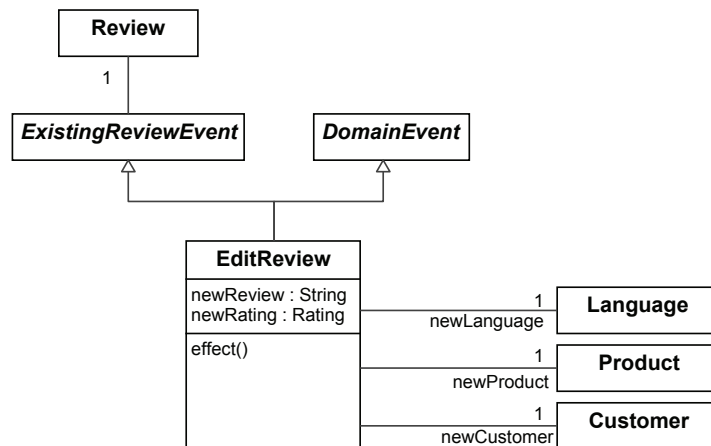 Review
1
ExistingReviewEvent
DomainEvent
EditReview
newReview : String
newRating : Rating
effect()
1
newLanguage
Language
1
newProduct
Product
1
newCustomer
Customer